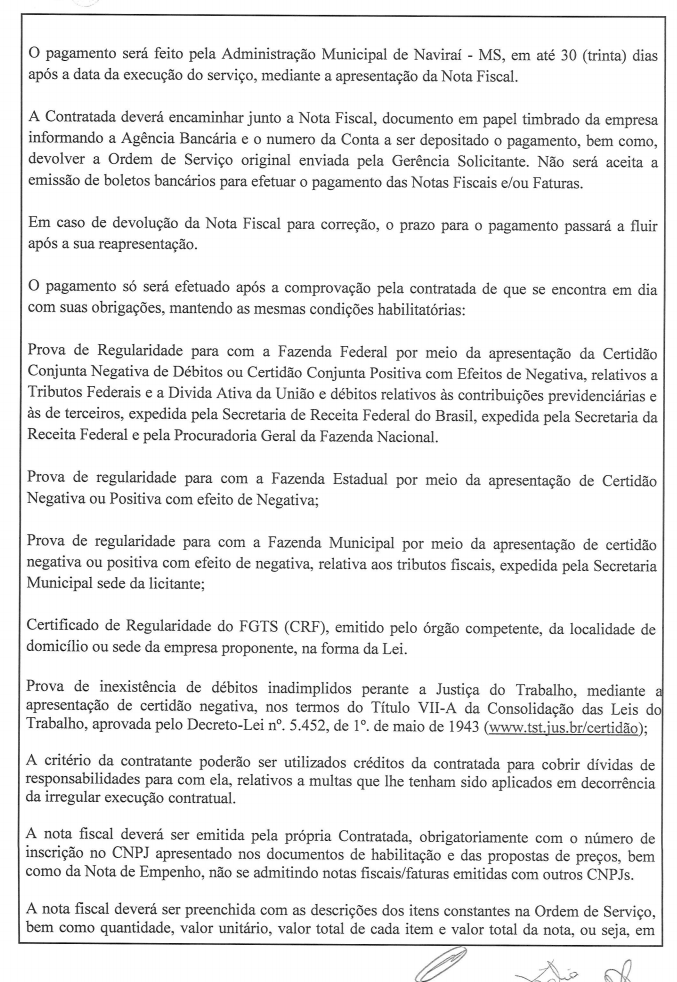 O pagamento será feito pela Administração Municipal de Naviraí - MS, em até 30 (trinta) dias
após a data da execução do serviço, mediante a apresentação da Nota Fiscal.
A Contratada deverá encaminhar junto a Nota Fiscal, documento em papel timbrado da empresa
informando a Agência Bancária e o numero da Conta a ser depositado o pagamento, bem como,
devolver a Ordem de Serviço original enviada pela Gerência Solicitante. Não será aceita a
emissão de boletos bancários para efetuar o pagamento das Notas Fiscais e/ou Faturas.
Em caso de devolução da Nota Fiscal para correção, o prazo para o pagamento passará a fluir
após a sua reapresentação.
O pagamento só será efetuado após a comprovação pela contratada de que se encontra em dia
com suas obrigações, mantendo as mesmas condições habilitatórias:
Prova de Regularidade para com a Fazenda Federal por meio da apresentação da Certidão
Conjunta Negativa de Débitos ou Certidão Conjunta Positiva com Efeitos de Negativa, relativos a
Tributos Federais e a Divida Ativa da União e débitos relativos às contribuições previdenciárias e
às de terceiros, expedida pela Secretaria de Receita Federal do Brasil, expedida pela Secretaria da
Receita Federal e pela Procuradoria Geral da Fazenda Nacional.
Prova de regularidade para com a Fazenda Estadual por meio da apresentação de Certidão
Negativa ou Positiva com efeito de Negativa;
Prova de regularidade para com a Fazenda Municipal por meio da apresentação de certidão
negativa ou positiva com efeito de negativa, relativa aos tributos fiscais, expedida pela Secretaria
Municipal sede da licitante;
Certificado de Regularidade do FGTS (CRF), emitido pelo órgão competente, da localidade de
domicílio ou sede da empresa proponente, na forma da Lei.
Prova de inexistência de débitos inadimplidos perante a Justiça do Trabalho, mediante a
apresentação de certidão negativa, nos termos do Título VII-A da Consolidação das Leis do
Trabalho, aprovada pelo Decreto-Lei nº. 5.452, de 1º. de maio de 1943 (www.tst.jus.br/certidão);
A critério da contratante poderão ser utilizados créditos da contratada para cobrir dívidas de
responsabilidades para com ela, relativos a multas que lhe tenham sido aplicados em decorrência
da irregular execução contratual.
A nota fiscal deverá ser emitida pela própria Contratada, obrigatoriamente com o número de
inscrição no CNPJ apresentado nos documentos de habilitação e das propostas de preços, bem
como da Nota de Empenho, não se admitindo notas fiscais/faturas emitidas com outros CNPJs.
A nota fiscal deverá ser preenchida com as descrições dos itens constantes na Ordem de Serviço,
bem como quantidade, valor unitário, valor total de cada item e valor total da nota, ou seja, em